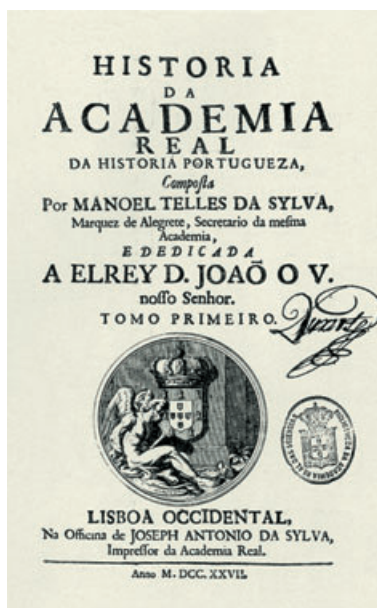 HISTORIA
DA
ACADEMIA
REAL
DA HISTORIA PORTUGUEZA,
Composta
Por MANOEL TELLES DA SYLVA,
Marquez de Alegrete, Secretario da mesma
Academia,
E DEDICADA
A ELREY D. JOAÕ O V.
nosso Senhor.
TOMO PRIMEIRO.
LISBOA OCCIDENTAL,
Na Officina de JOSEPH ANTONIO DA SYLVA,
Impressor da Academia Real.
Anno M. DCC. XXVII.